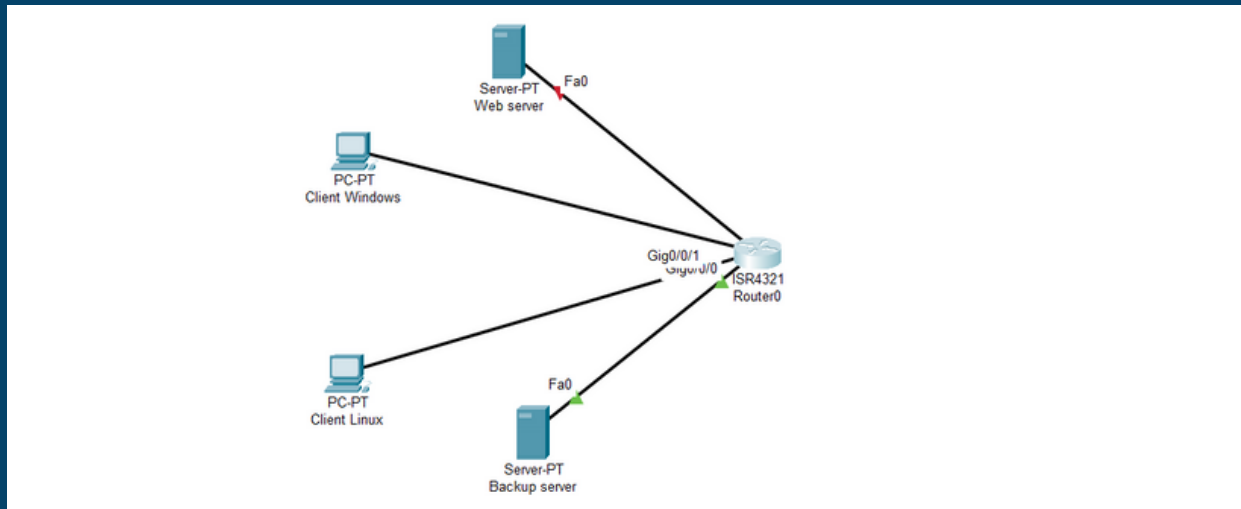 Fa0
Server-PT
Web server
PC-PT
Client Windows
Gig0/0/1
Gig0/0/0
ISR4321
Router0
PC-PT
Client Linux
Fa0
Server-PT
Backup server